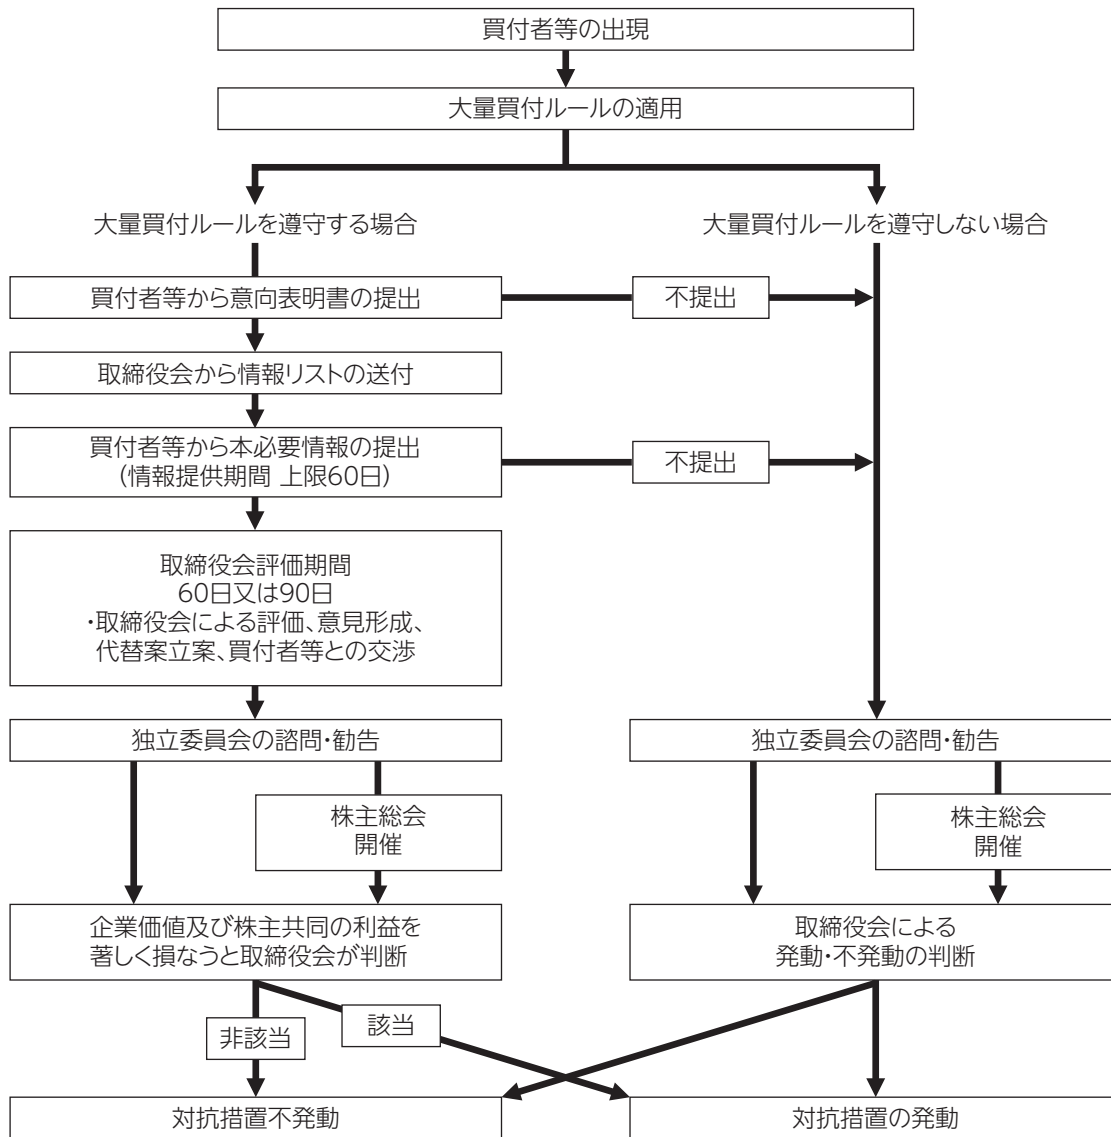 買付者等の出現
大量買付ルールの適用
大量買付ルールを遵守する場合
大量買付ルールを遵守しない場合
買付者等から意向表明書の提出
不提出
取締役会から情報リストの送付
買付者等から本必要情報の提出
（情報提供期間 上限60日）
不提出
取締役会評価期間
60日又は90日
・取締役会による評価、意見形成、
代替案立案、買付者等との交渉
独立委員会の諮問・勧告
独立委員会の諮問・勧告
株主総会
開催
株主総会
開催
企業価値及び株主共同の利益を
著しく損なうと取締役会が判断
取締役会による
発動・不発動の判断
非該当
該当
対抗措置不発動
対抗措置の発動